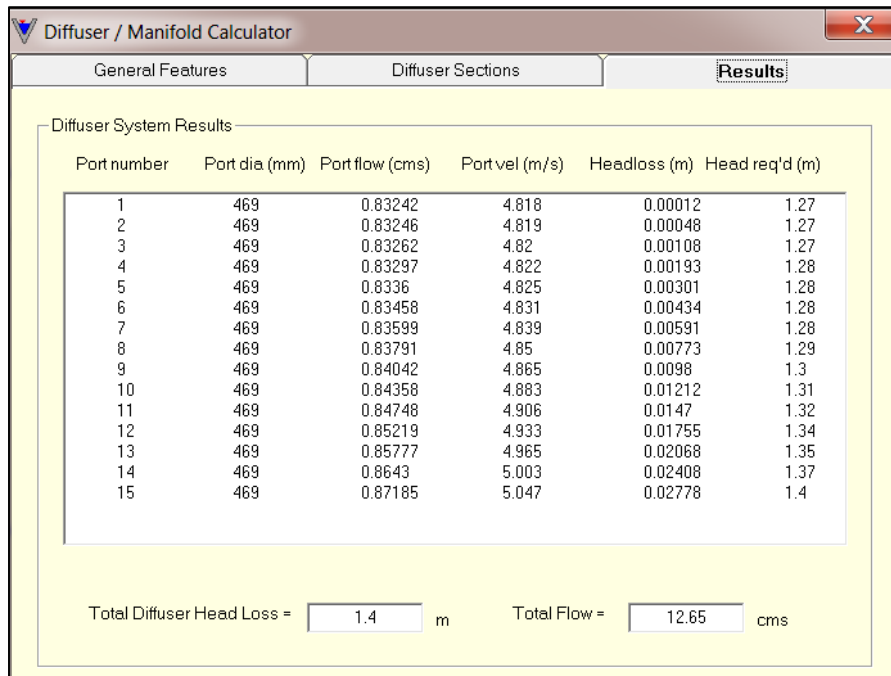 Diffuser / Manifold Calculator
X
General Features Diffuser Sections Results
Diffuser System Results
Port number Port dia (mm) Port flow (cms) Port vel (m/s) Headloss (m) Head req'd (m)
1 469 0.83242 4.818 0.00012 1.27
2 469 0.83246 4.819 0.00048 1.27
3 469 0.83262 4.82 0.00108 1.27
4 469 0.83297 4.822 0.00193 1.28
5 469 0.8336 4.825 0.00301 1.28
6 469 0.83458 4.831 0.00434 1.28
7 469 0.83599 4.839 0.00591 1.28
8 469 0.83791 4.85 0.00773 1.29
9 469 0.84042 4.865 0.0098 1.3
10 469 0.84358 4.883 0.01212 1.31
11 469 0.84748 4.906 0.0147 1.32
12 469 0.85219 4.933 0.01755 1.34
13 469 0.85777 4.965 0.02068 1.35
14 469 0.8643 5.003 0.02408 1.37
15 469 0.87185 5.047 0.02778 1.4
Total Diffuser Head Loss = 1.4 m Total Flow = 12.65 cms